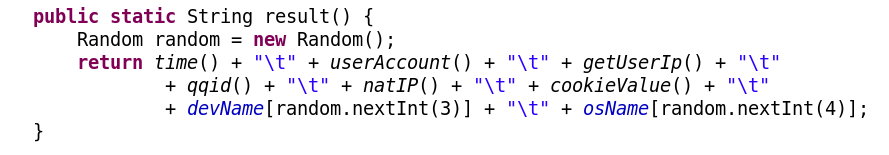 public static String result() {
    Random random = new Random();
    return time() + "\t" + userAccount() + "\t" + getUserIp() + "\t"
            + qqid() + "\t" + natIP() + "\t" + cookieValue() + "\t"
            + devName[random.nextInt(3)] + "\t" + osName[random.nextInt(4)];
}